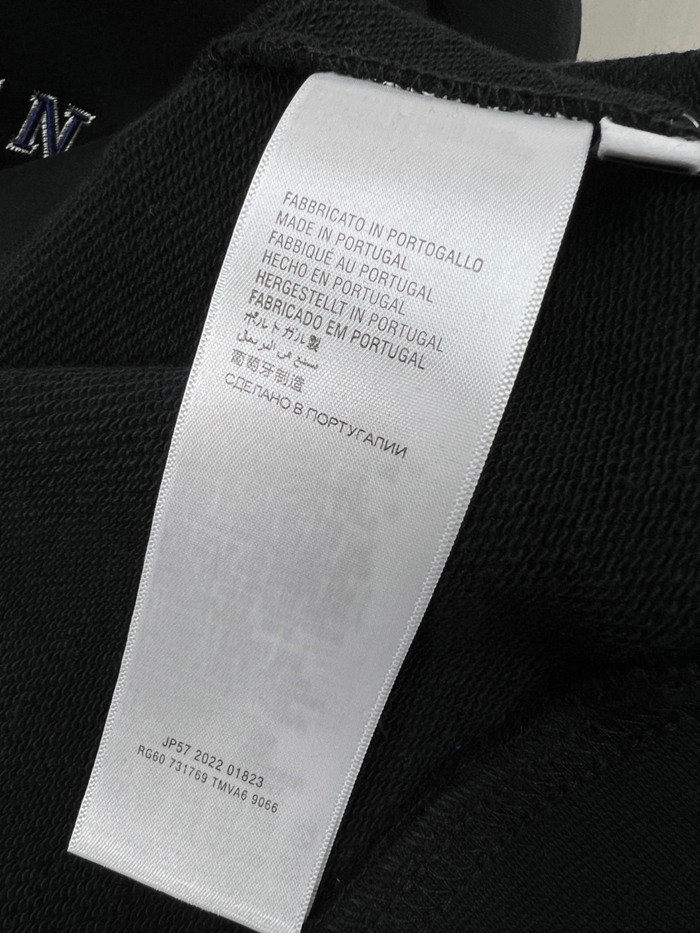 N
FABBRICATO IN PORTOGALLO
MADE IN PORTUGAL
FABBIQUÉ AU PORTUGAL
HECHO EN PORTUGAL
HERGESTELLT IN PORTUGAL
FABRICADO EM PORTUGAL
ポルトガル製
صنع في البرتغال
葡萄牙制造
СДЕЛАНО В ПОРТУГАЛИИ
JP57 2022 01823
RG60 731769 TMVA6 9066